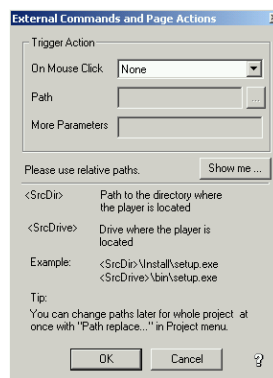 External Commands and Page Actions
Trigger Action
On Mouse Click None
Path ...
More Parameters
Please use relative paths. Show me ...
<SrcDir> Path to the directory where
the player is located
<SrcDrive> Drive where the player is
located
Example: <SrcDir>\Install\setup.exe
<SrcDrive>\bin\setup.exe
Tip:
You can change paths later for whole project at
once with "Path replace..." in Project menu.
OK Cancel ?